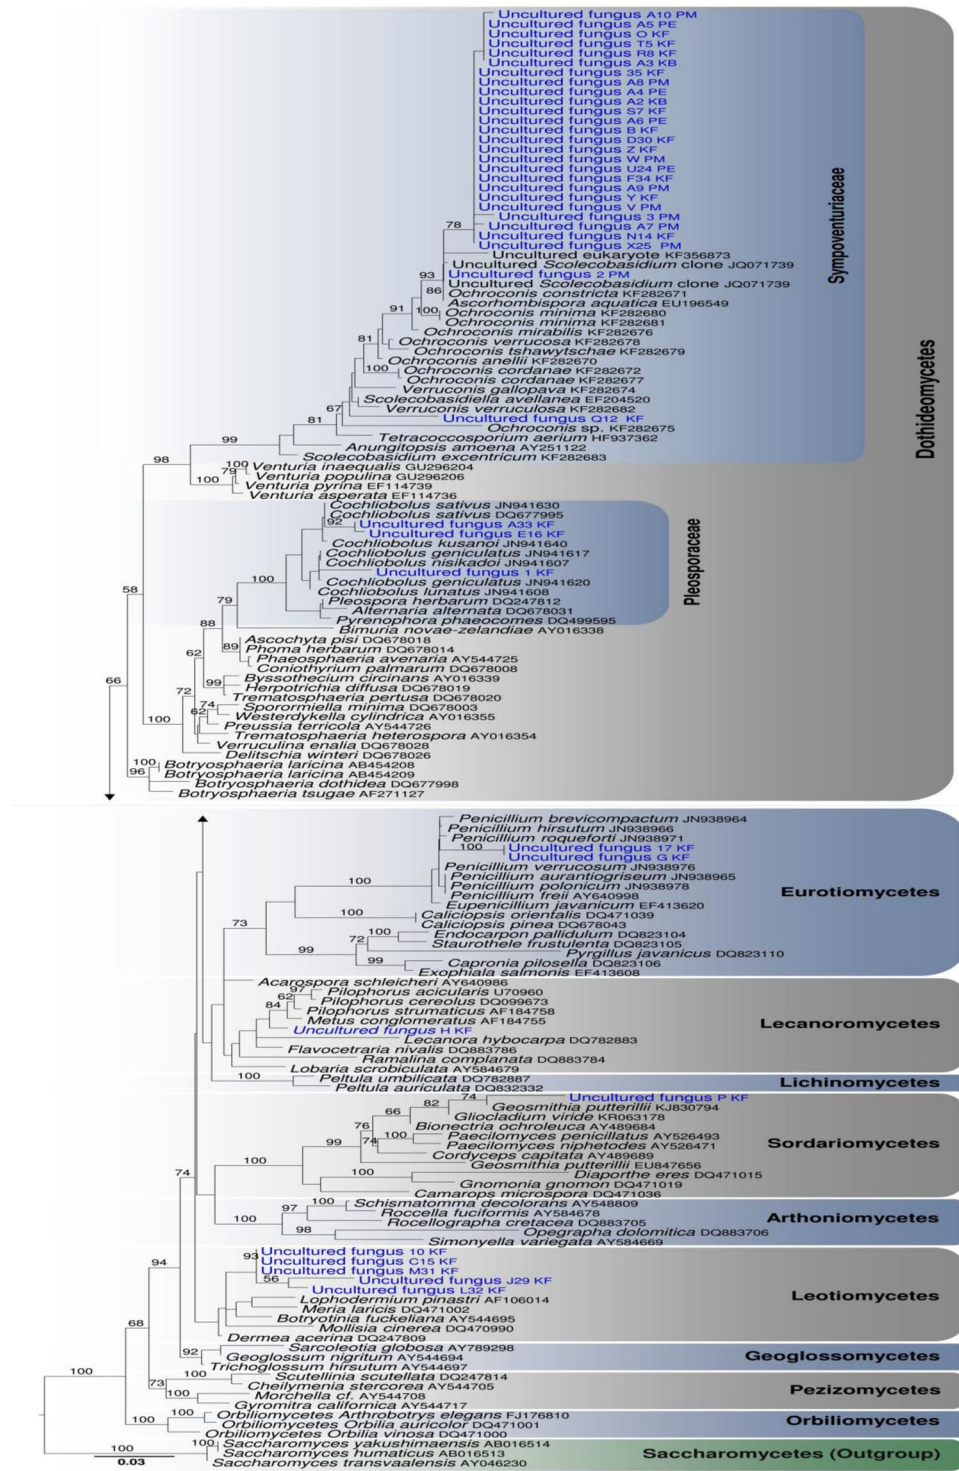 Uncultured fungus A10 PM
Uncultured fungus A5 PE
Uncultured fungus O KF
Uncultured fungus T5 KF
Uncultured fungus R8 KF
Uncultured fungus A3 KB
Uncultured fungus 35 KF
Uncultured fungus A8 PM
Uncultured fungus A4 PE
Uncultured fungus A2 KB
Uncultured fungus S7 KF
Uncultured fungus A6 PE
Uncultured fungus B KF
Uncultured fungus D30 KF
Uncultured fungus Z KF
Uncultured fungus W PM
Uncultured fungus U24 PE
Uncultured fungus F34 KF
Uncultured fungus A9 PM
Uncultured fungus Y KF
Uncultured fungus V PM
Uncultured fungus 3 PM
78 Uncultured fungus A7 PM
Uncultured fungus N14 KF
Uncultured fungus X25 PM
Uncultured eukaryote KF356873
Uncultured Scolecobasidium clone JQ071739
93 Uncultured fungus 2 PM
Uncultured Scolecobasidium clone JQ071739
86 Ochroconis constricta KF282671
Ascorhombispora aquatica EU196549
91 100 Ochroconis minima KF282680
Ochroconis minima KF282681
Ochroconis mirabilis KF282676
81 Ochroconis verrucosa KF282678
Ochroconis tshawytschae KF282679
Ochroconis anellii KF282670
100 Ochroconis cordanae KF282672
Ochroconis cordanae KF282677
Verruconis gallopava KF282674
Scolecobasidiella avellanea EF204520
67 Verruconis verruculosa KF282682
81 Uncultured fungus Q12 KF
Ochroconis sp. KF282675
Tetracoccosporium aerium HF937362
99 Anungitopsis amoena AY251122
Scolecobasidium excentricum KF282683
Sympoventuriaceae
98 100 Venturia inaequalis GU296204
79 Venturia populina GU296206
100 Venturia pyrina EF114739
Venturia asperata EF114736
Cochliobolus sativus JN941630
Cochliobolus sativus DQ677995
92 Uncultured fungus A33 KF
Uncultured fungus E16 KF
Cochliobolus kusanoi JN941640
Cochliobolus geniculatus JN941617
Cochliobolus nisikadoi JN941607
Uncultured fungus 1 KF
100 Cochliobolus geniculatus JN941620
Cochliobolus lunatus JN941608
58 79 Pleospora herbarum DQ247812
Alternaria alternata DQ678031
Pyrenophora phaeocomes DQ499595
Pleosporaceae
88 Bimuria novae-zelandiae AY016338
Ascochyta pisi DQ678018
89 Phoma herbarum DQ678014
62 Phaeosphaeria avenaria AY544725
Coniothyrium palmarum DQ678008
66 Byssothecium circinans AY016339
99 Herpotrichia diffusa DQ678019
72 Trematosphaeria pertusa DQ678020
74 Sporormiella minima DQ678003
62 Westerdykella cylindrica AY016355
100 Preussia terricola AY544726
Trematosphaeria heterospora AY016354
Verruculina enalia DQ678028
Delitschia winteri DQ678026
100 Botryosphaeria laricina AB454208
96 Botryosphaeria laricina AB454209
Botryosphaeria dothidea DQ677998
Botryosphaeria tsugae AF271127
Dothideomycetes
Penicillium brevicompactum JN938964
Penicillium hirsutum JN938966
Penicillium roqueforti JN938971
100 Uncultured fungus 17 KF
Uncultured fungus G KF
Penicillium verrucosum JN938976
Penicillium aurantiogriseum JN938965
100 Penicillium polonicum JN938978
Penicillium freii AY640998
Eupenicillium javanicum EF413620
100 Caliciopsis orientalis DQ471039
73 Caliciopsis pinea DQ678043
100 Endocarpon pallidulum DQ823104
72 Staurothele frustulenta DQ823105
99 Pyrgillus javanicus DQ823110
99 Capronia pilosella DQ823106
Exophiala salmonis EF413608
Eurotiomycetes
Acarospora schleicheri AY640986
97 Pilophorus acicularis U70960
62 Pilophorus cereolus DQ099673
84 Pilophorus strumaticus AF184758
Metus conglomeratus AF184755
Uncultured fungus H KF
Lecanora hybocarpa DQ782883
Flavocetraria nivalis DQ883786
Ramalina complanata DQ883784
Lobaria scrobiculata AY584679
Lecanoromycetes
100 Peltula umbilicata DQ782887
Peltula auriculata DQ832332
Lichinomycetes
74 Uncultured fungus P KF
82 Geosmithia putterillii KJ830794
66 Gliocladium viride KR063178
76 Bionectria ochroleuca AY489684
100 Paecilomyces penicillatus AY526493
99 74 Paecilomyces niphetodes AY526471
Cordyceps capitata AY489689
100 Geosmithia putterillii EU847656
74 100 Diaporthe eres DQ471015
Gnomonia gnomon DQ471019
Camarops microspora DQ471036
Sordariomycetes
100 Schismatomma decolorans AY548809
97 Roccella fuciformis AY584678
100 Rocellographa cretacea DQ883705
98 Opegrapha dolomitica DQ883706
Simonyella variegata AY584669
Arthoniomycetes
93 Uncultured fungus 10 KF
Uncultured fungus C15 KF
94 Uncultured fungus M31 KF
56 Uncultured fungus J29 KF
Uncultured fungus L32 KF
Lophodermium pinastri AF106014
Meria laricis DQ471002
Botryotinia fuckeliana AY544695
68 Mollisia cinerea DQ470990
Dermea acerina DQ247809
Leotiomycetes
Sarcoleotia globosa AY789298
92 Geoglossum nigritum AY544694
Trichoglossum hirsutum AY544697
Geoglossomycetes
100 100 Scutellinia scutellata DQ247814
73 Cheilymenia stercorea AY544705
100 Morchella cf. AY544708
Gyromitra californica AY544717
Pezizomycetes
100 Orbiliomycetes Arthrobotrys elegans FJ176810
100 Orbiliomycetes Orbilia auricolor DQ471001
Orbiliomycetes Orbilia vinosa DQ471000
Orbiliomycetes
100 100 Saccharomyces yakushimaensis AB016514
Saccharomyces humaticus AB016513
0.03 Saccharomyces transvaalensis AY046230
Saccharomycetes (Outgroup)